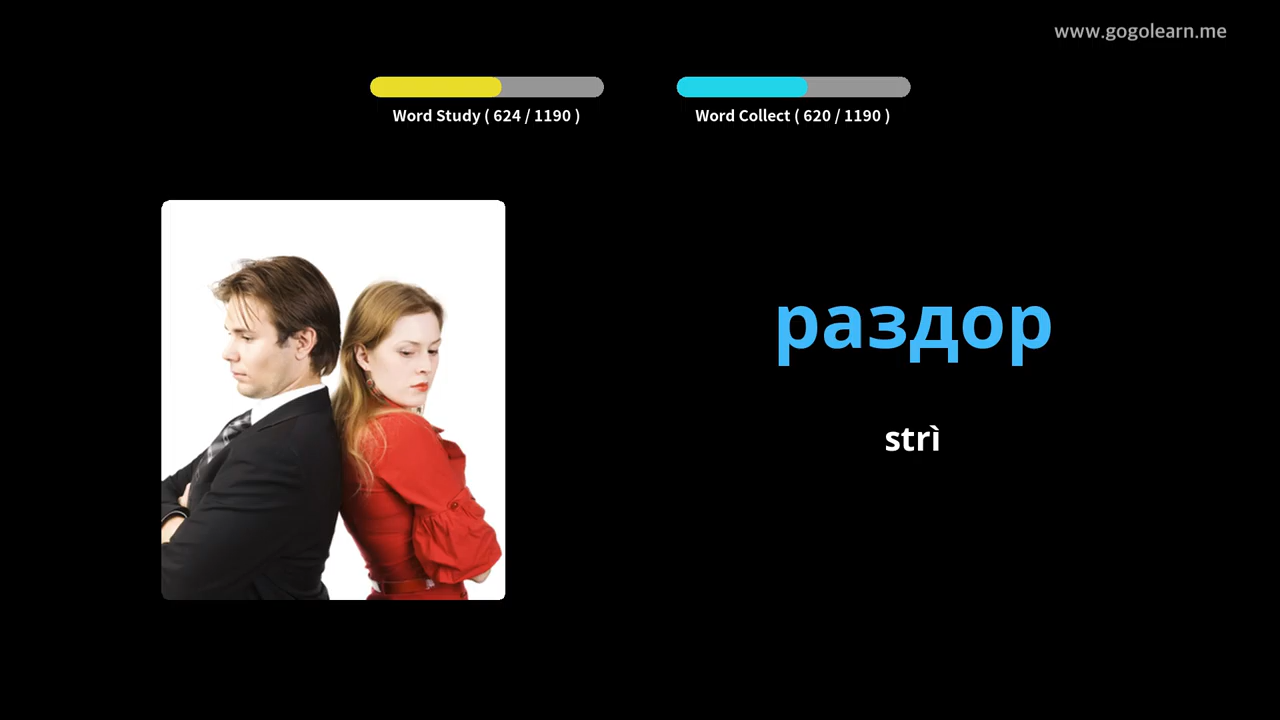 www.gogolearn.me
Word Study ( 624 / 1190 )
Word Collect ( 620 / 1190 )
раздор
strì